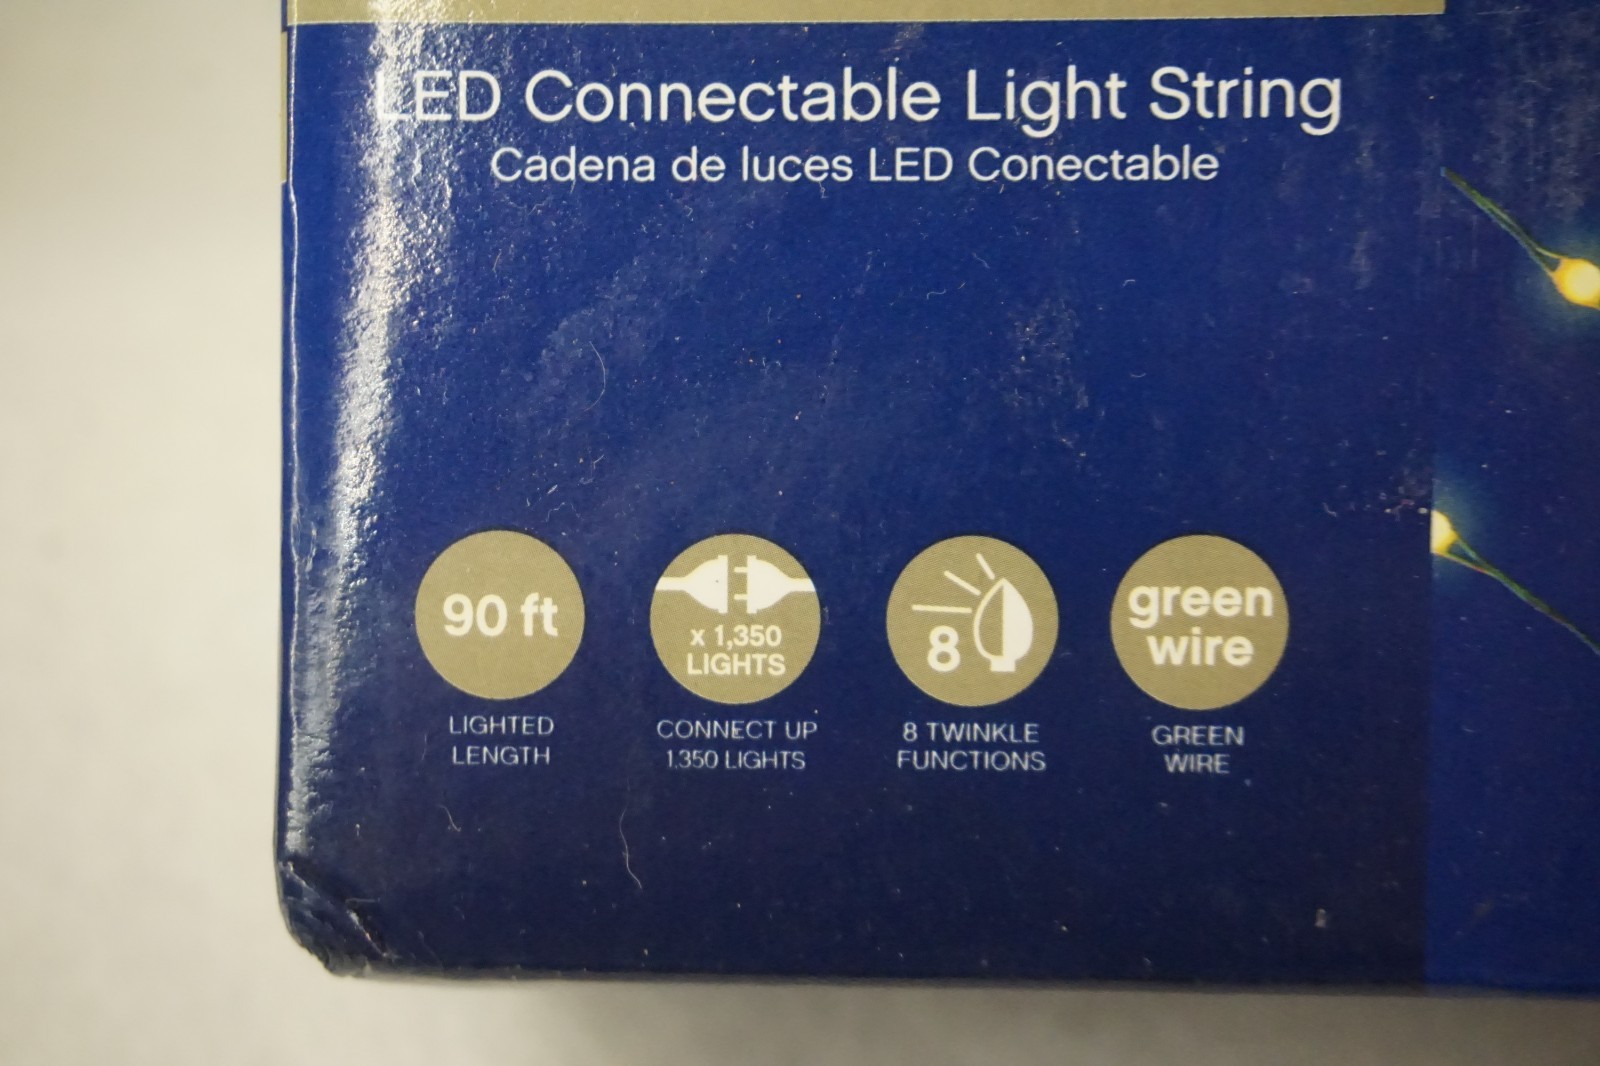 LED Connectable Light String
Cadena de luces LED Conectable
90 ft
LIGHTED
LENGTH
x 1,350
LIGHTS
CONNECT UP
1.350 LIGHTS
8
8 TWINKLE
FUNCTIONS
green
wire
GREEN
WIRE